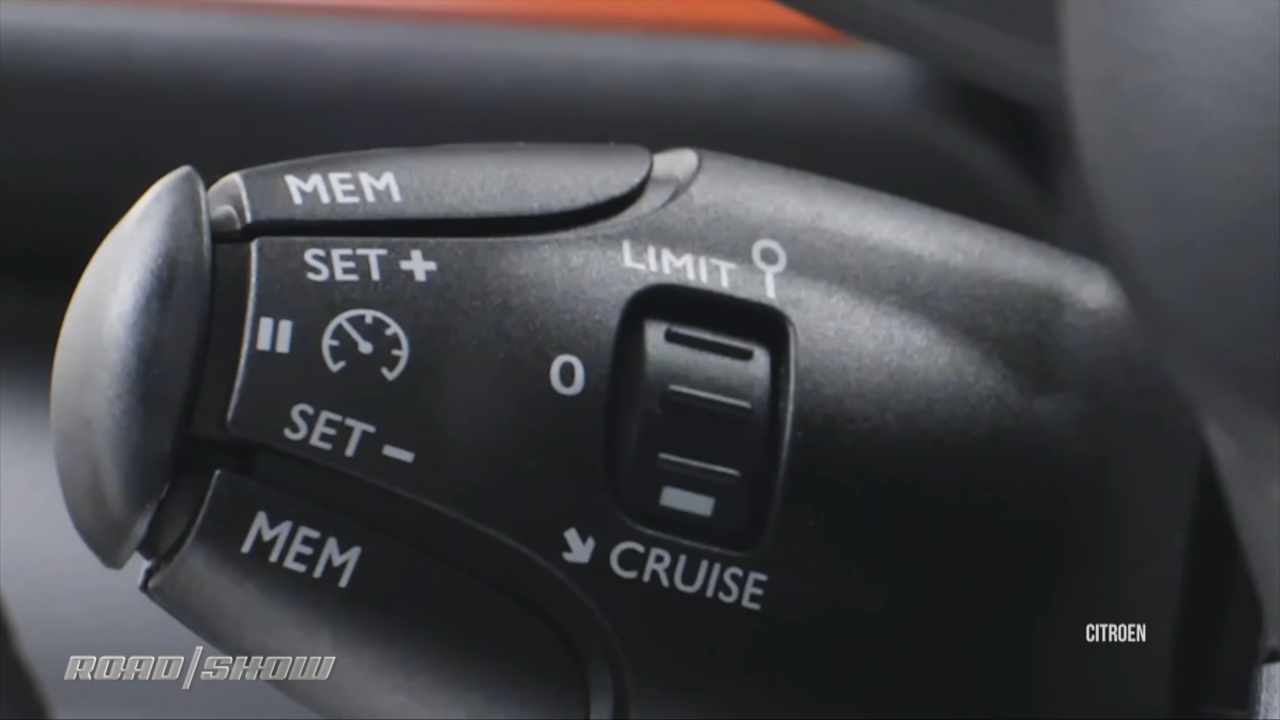 MEM
SET +
LIMIT
0
SET -
CRUISE
MEM
CITROEN
ROAD/SHOW